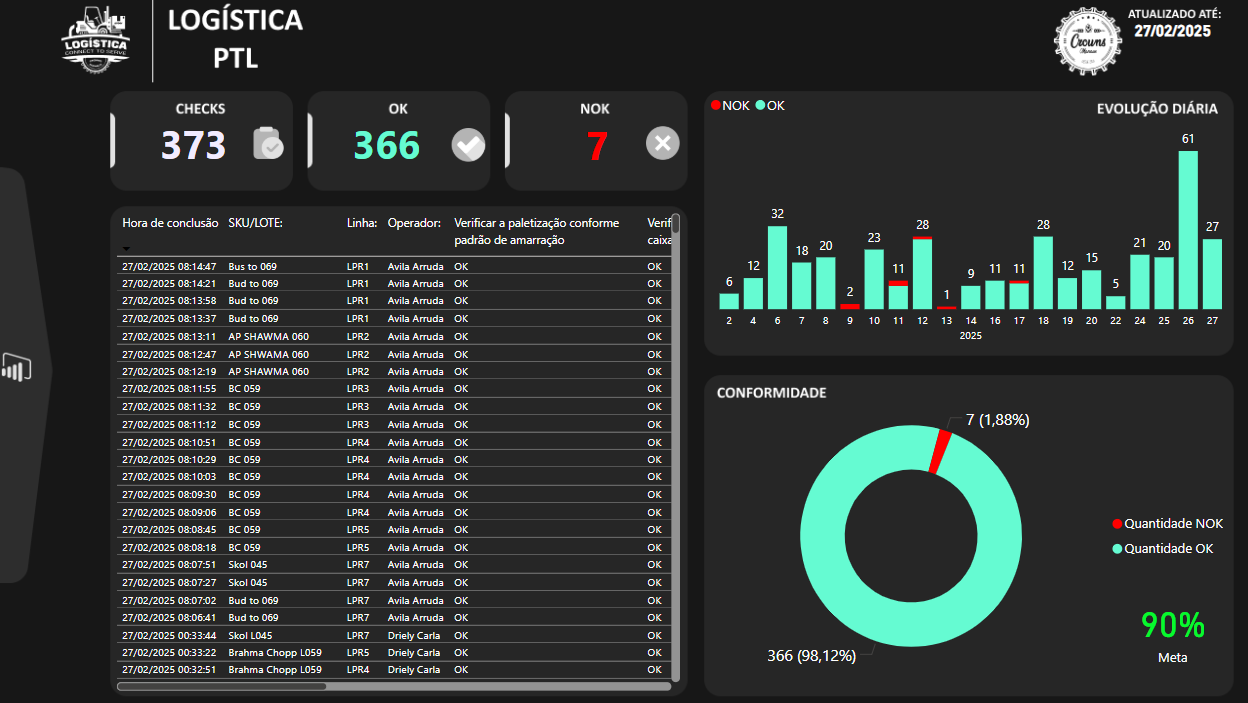 LOGÍSTICA
CONNECT TO SERVE
LOGÍSTICA
PTL
Crowns
Manaus
ATUALIZADO ATÉ:
27/02/2025
CHECKS
373
OK
366
NOK
7
Hora de conclusão SKU/LOTE: Linha: Operador: Verificar a paletização conforme Verif
padrão de amarração caixa
27/02/2025 08:14:47 Bus to 069 LPR1 Avila Arruda OK OK
27/02/2025 08:14:21 Bud to 069 LPR1 Avila Arruda OK OK
27/02/2025 08:13:58 Bud to 069 LPR1 Avila Arruda OK OK
27/02/2025 08:13:37 Bud to 069 LPR1 Avila Arruda OK OK
27/02/2025 08:13:11 AP SHAWMA 060 LPR2 Avila Arruda OK OK
27/02/2025 08:12:47 AP SHWAMA 060 LPR2 Avila Arruda OK OK
27/02/2025 08:12:19 AP SHAWMA 060 LPR2 Avila Arruda OK OK
27/02/2025 08:11:55 BC 059 LPR3 Avila Arruda OK OK
27/02/2025 08:11:32 BC 059 LPR3 Avila Arruda OK OK
27/02/2025 08:11:12 BC 059 LPR3 Avila Arruda OK OK
27/02/2025 08:10:51 BC 059 LPR4 Avila Arruda OK OK
27/02/2025 08:10:29 BC 059 LPR4 Avila Arruda OK OK
27/02/2025 08:10:03 BC 059 LPR4 Avila Arruda OK OK
27/02/2025 08:09:30 BC 059 LPR4 Avila Arruda OK OK
27/02/2025 08:09:06 BC 059 LPR4 Avila Arruda OK OK
27/02/2025 08:08:45 BC 059 LPR5 Avila Arruda OK OK
27/02/2025 08:08:18 BC 059 LPR5 Avila Arruda OK OK
27/02/2025 08:07:51 Skol 045 LPR7 Avila Arruda OK OK
27/02/2025 08:07:27 Skol 045 LPR7 Avila Arruda OK OK
27/02/2025 08:07:02 Bud to 069 LPR7 Avila Arruda OK OK
27/02/2025 08:06:41 Bud to 069 LPR7 Avila Arruda OK OK
27/02/2025 00:33:44 Skol L045 LPR7 Driely Carla OK OK
27/02/2025 00:33:22 Brahma Chopp L059 LPR5 Driely Carla OK OK
27/02/2025 00:32:51 Brahma Chopp L059 LPR4 Driely Carla OK OK
NOK OK
EVOLUÇÃO DIÁRIA
6 12 32 18 20 2 23 11 28 1 9 11 11 28 12 15 5 21 20 61 27
2 4 6 7 8 9 10 11 12 13 14 16 17 18 19 20 22 24 25 26 27
2025
CONFORMIDADE
7 (1,88%)
366 (98,12%)
Quantidade NOK
Quantidade OK
90%
Meta